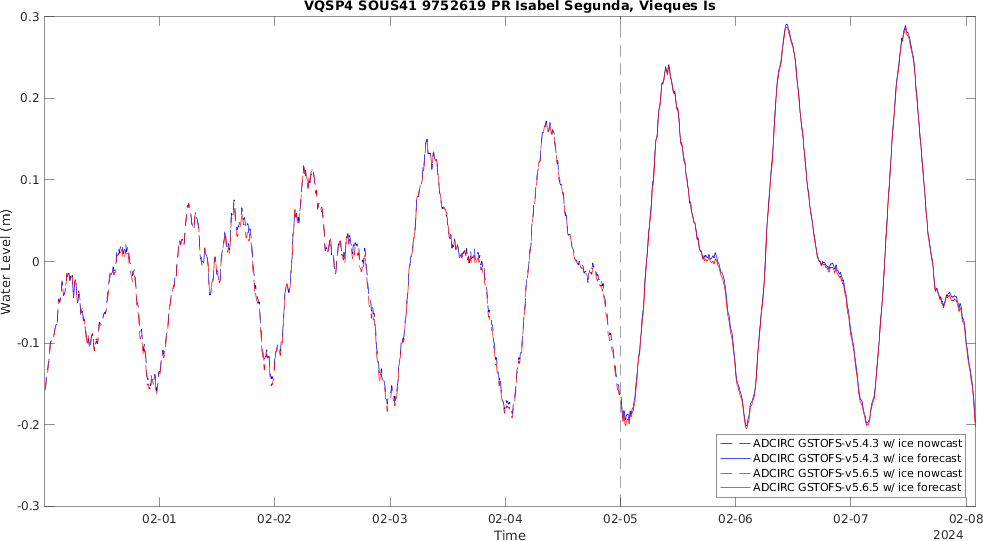 VQSP4 SOUS41 9752619 PR Isabel Segunda, Vieques Is
0.3
0.2
0.1
0
-0.1
-0.2
-0.3
Water Level (m)
02-01
02-02
02-03
02-04
02-05
02-06
02-07
02-08
2024
Time
ADCIRC GSTOFS-v5.4.3 w/ ice nowcast
ADCIRC GSTOFS-v5.4.3 w/ ice forecast
ADCIRC GSTOFS-v5.6.5 w/ ice nowcast
ADCIRC GSTOFS-v5.6.5 w/ ice forecast